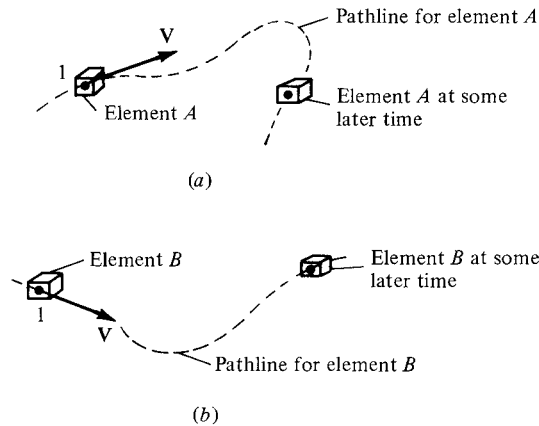 Pathline for element A
V
1
Element A
Element A at some
later time
(a)
Element B
Element B at some
later time
1
V
Pathline for element B
(b)